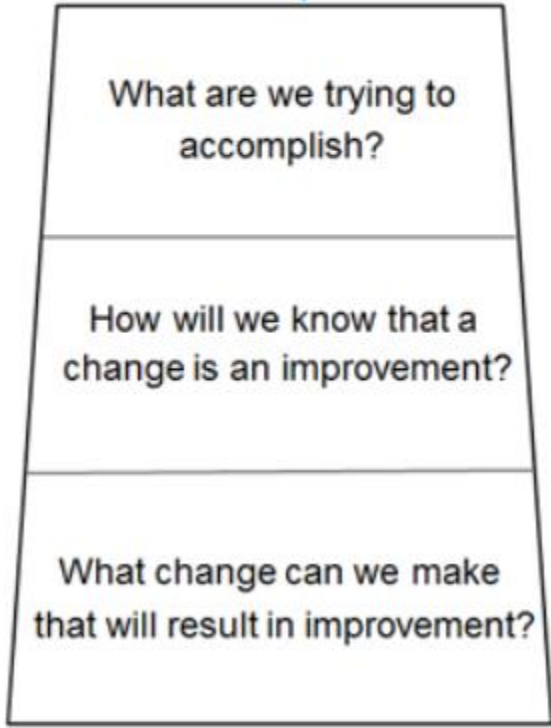 What are we trying to
accomplish?
How will we know that a
change is an improvement?
What change can we make
that will result in improvement?